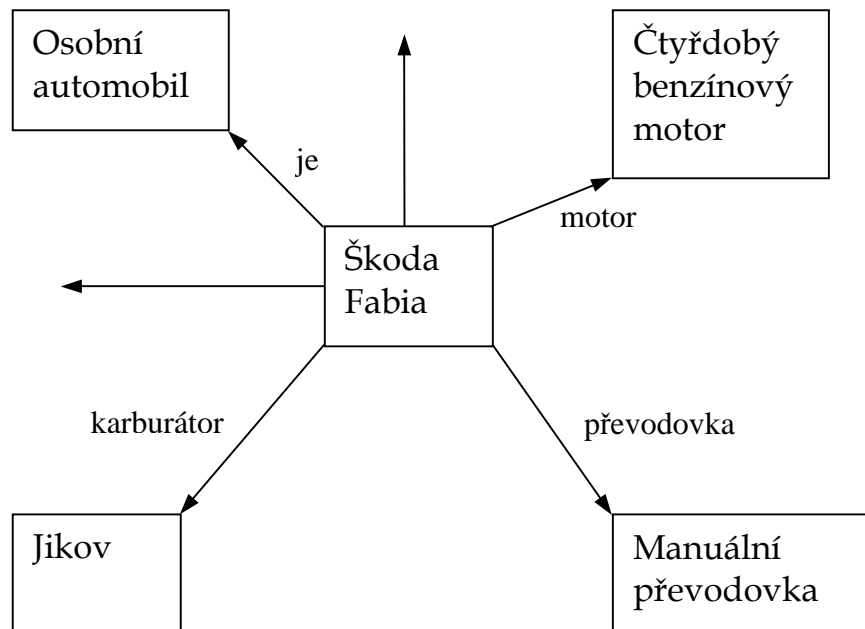 Osobní
automobil
Čtyřdobý
benzínový
motor
je
motor
Škoda
Fabia
karburátor
převodovka
Jikov
Manuální
převodovka